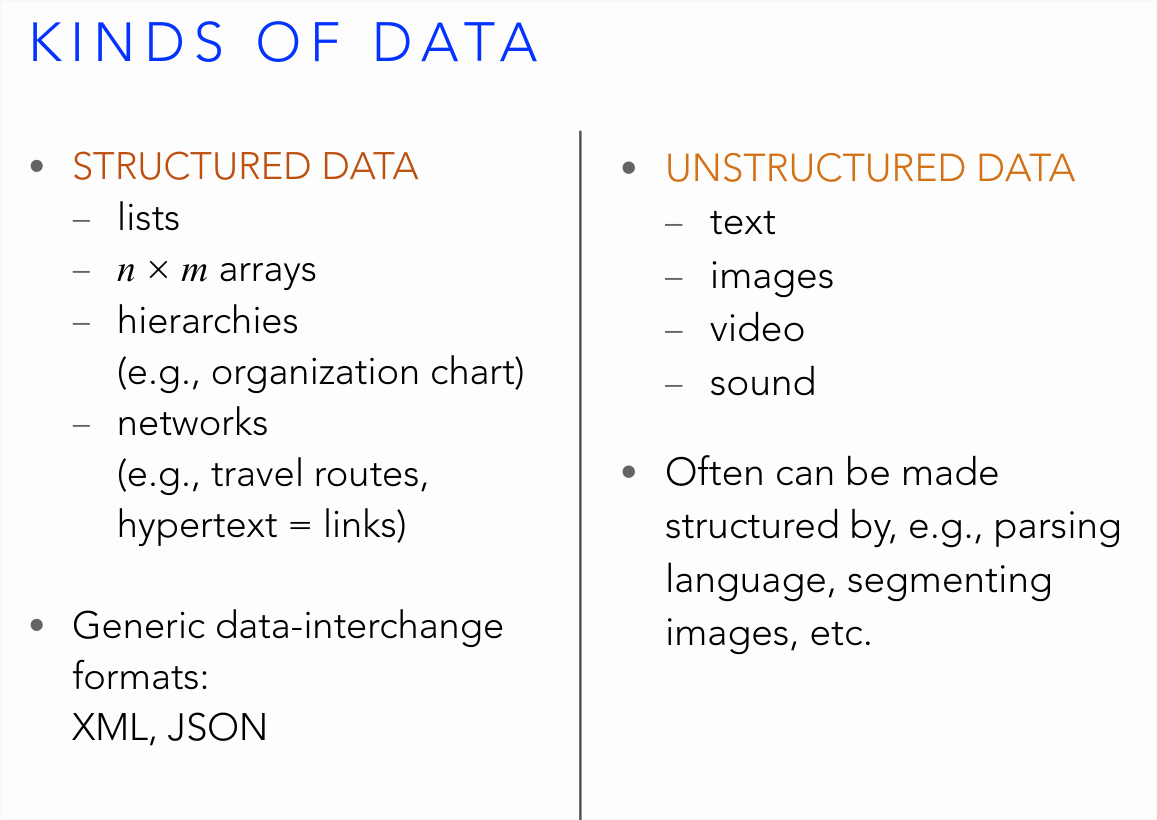 KINDS OF DATA
• STRUCTURED DATA
– lists
– n × m arrays
– hierarchies
(e.g., organization chart)
– networks
(e.g., travel routes,
hypertext = links)
• Generic data-interchange
formats:
XML, JSON
• UNSTRUCTURED DATA
– text
– images
– video
– sound
• Often can be made
structured by, e.g., parsing
language, segmenting
images, etc.